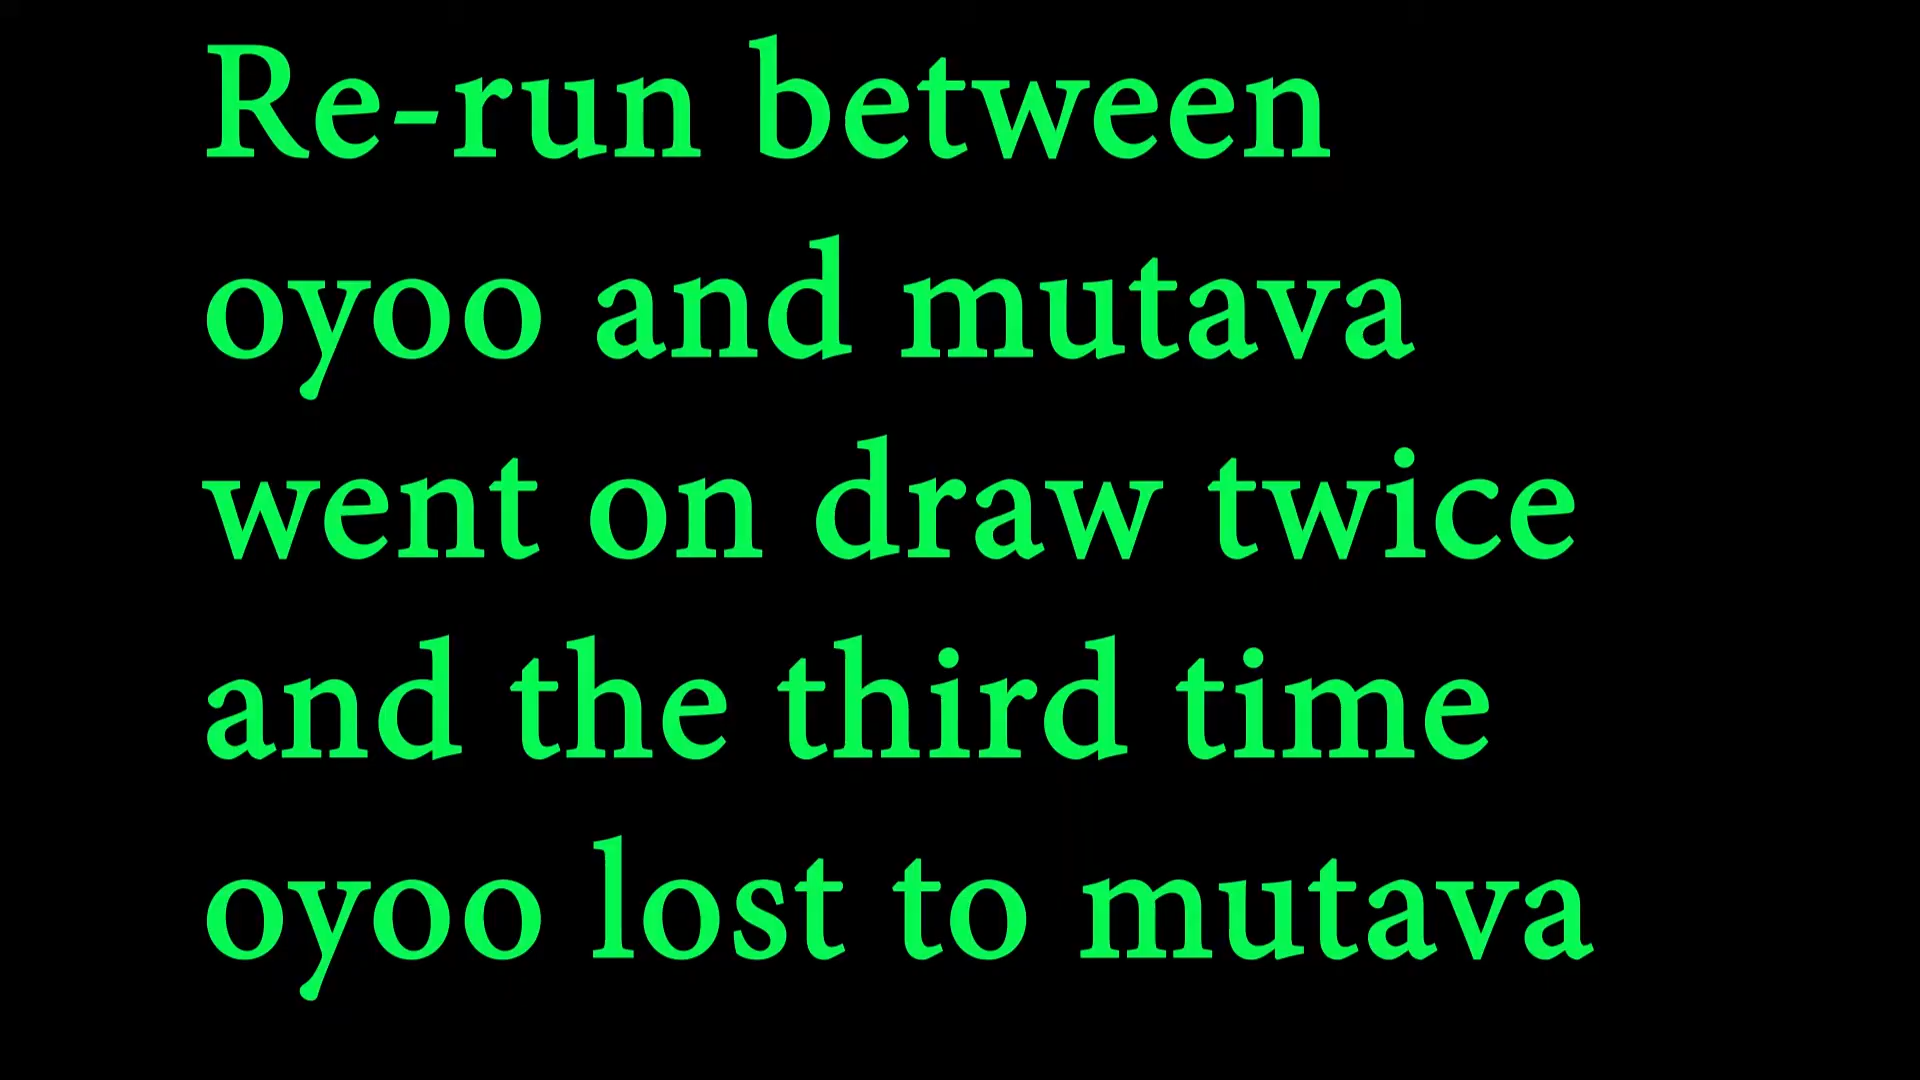 Re-run between
oyoo and mutava
went on draw twice
and the third time
oyoo lost to mutava